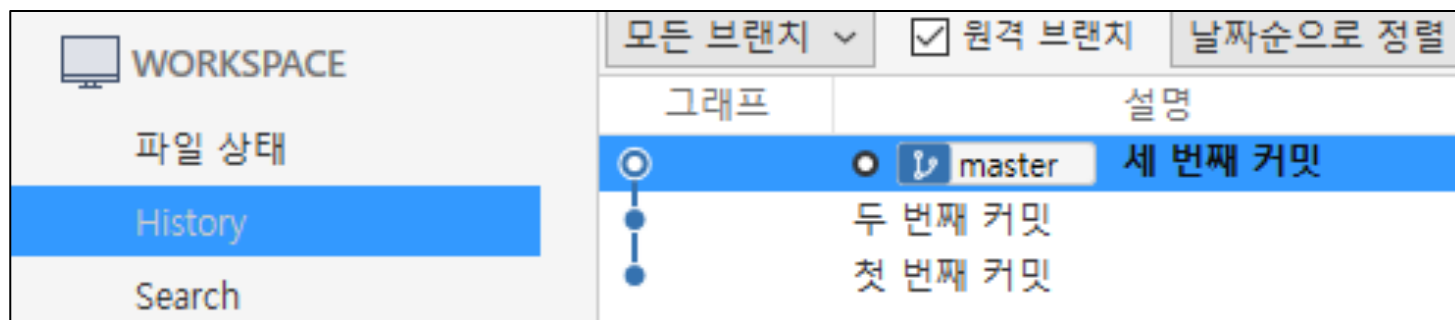 WORKSPACE
파일 상태
History
Search
모든 브랜치 원격 브랜치 날짜순으로 정렬
그래프 설명
master 세 번째 커밋
두 번째 커밋
첫 번째 커밋